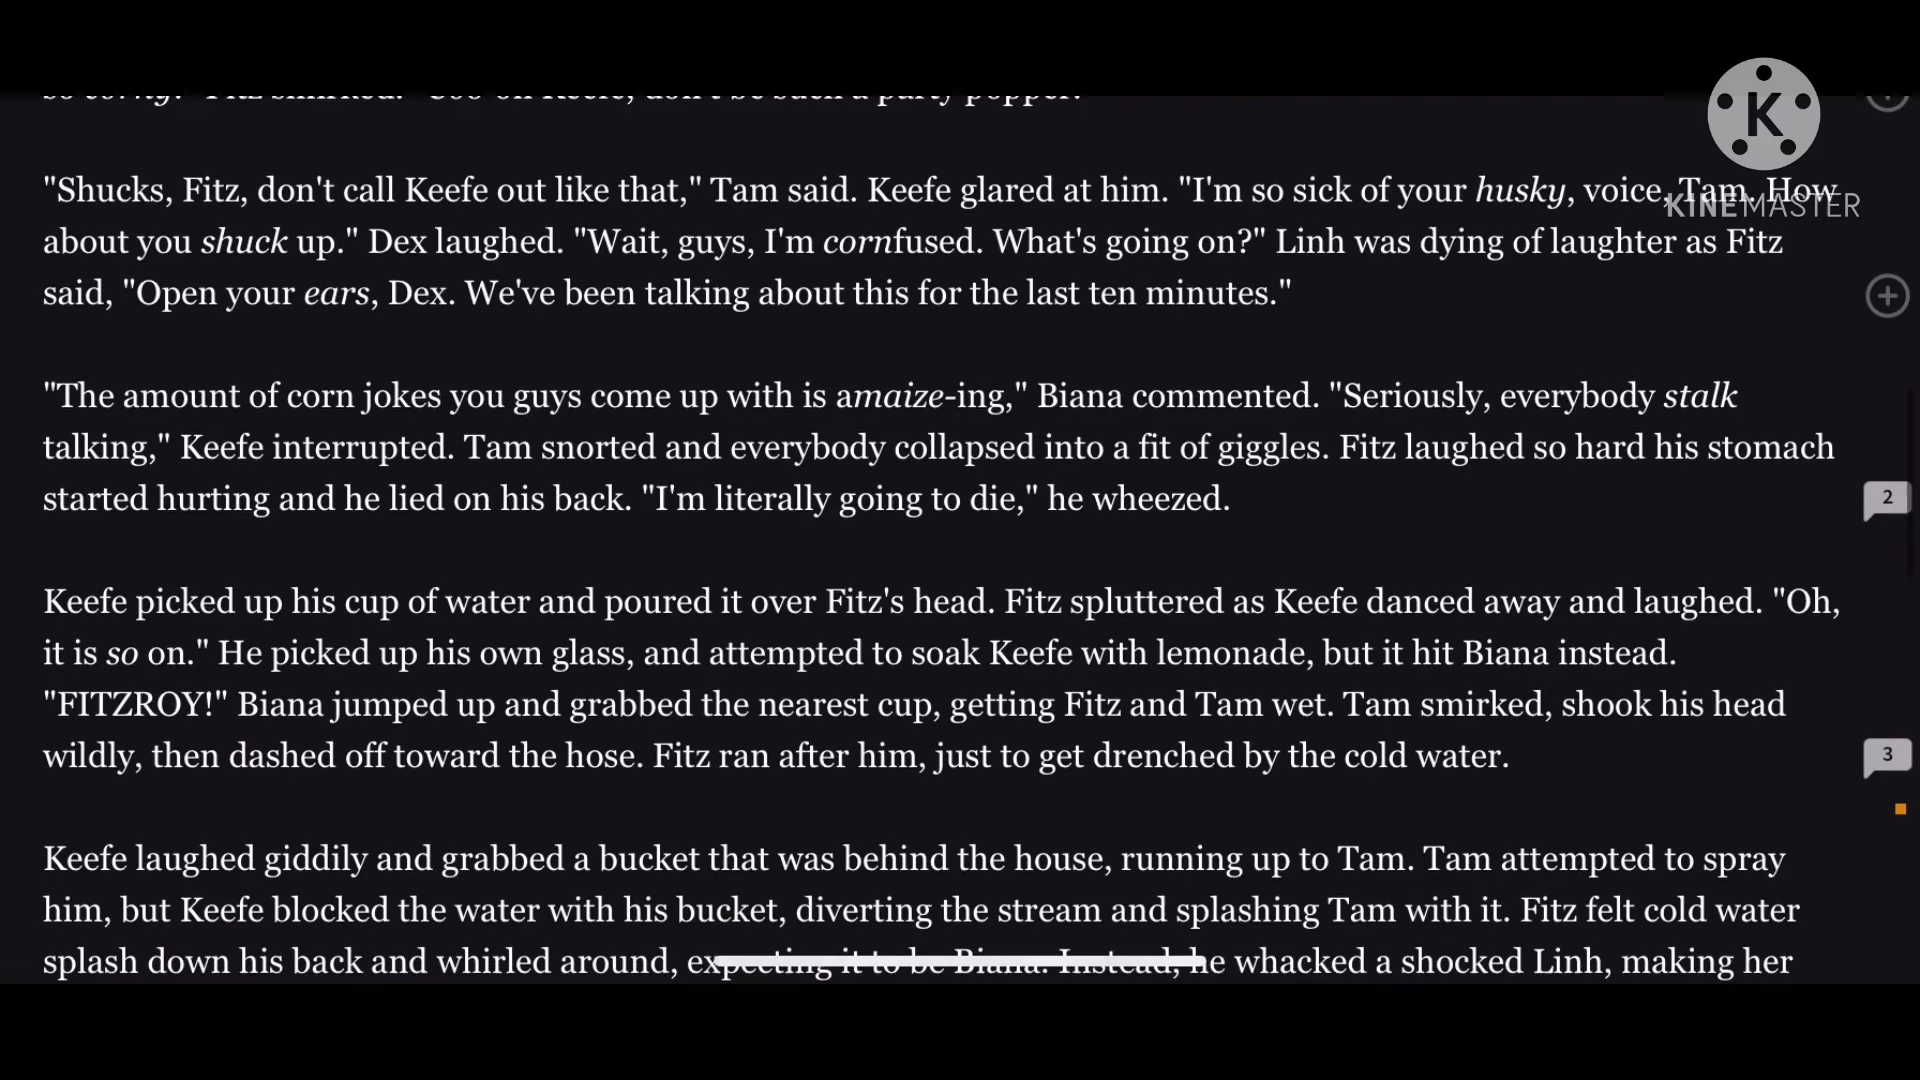 so corny." Fitz smirked. "Coo-on Keefe, don't be such a party popper."
K
KINEMASTER
"Shucks, Fitz, don't call Keefe out like that," Tam said. Keefe glared at him. "I'm so sick of your husky, voice, Tam. How
about you shuck up." Dex laughed. "Wait, guys, I'm cornfused. What's going on?" Linh was dying of laughter as Fitz
said, "Open your ears, Dex. We've been talking about this for the last ten minutes."
"The amount of corn jokes you guys come up with is amaize-ing," Biana commented. "Seriously, everybody stalk
talking," Keefe interrupted. Tam snorted and everybody collapsed into a fit of giggles. Fitz laughed so hard his stomach
started hurting and he lied on his back. "I'm literally going to die," he wheezed.
2
Keefe picked up his cup of water and poured it over Fitz's head. Fitz spluttered as Keefe danced away and laughed. "Oh,
it is so on." He picked up his own glass, and attempted to soak Keefe with lemonade, but it hit Biana instead.
"FITZROY!" Biana jumped up and grabbed the nearest cup, getting Fitz and Tam wet. Tam smirked, shook his head
wildly, then dashed off toward the hose. Fitz ran after him, just to get drenched by the cold water.
3
Keefe laughed giddily and grabbed a bucket that was behind the house, running up to Tam. Tam attempted to spray
him, but Keefe blocked the water with his bucket, diverting the stream and splashing Tam with it. Fitz felt cold water
splash down his back and whirled around, expecting it to be Biana. Instead, he whacked a shocked Linh, making her